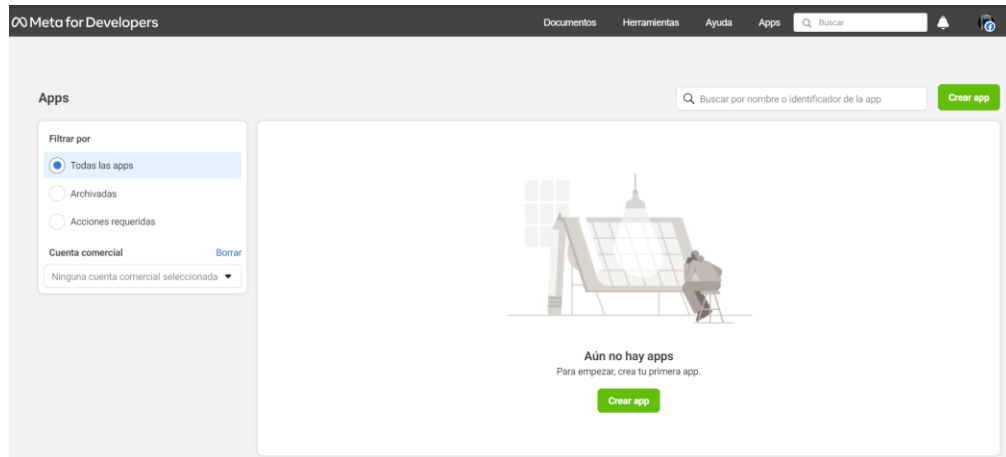 Meta for Developers
Documentos
Herramientas
Ayuda
Apps
Buscar
Apps
Buscar por nombre o identificador de la app
Crear app
Filtrar por
Todas las apps
Archivadas
Acciones requeridas
Cuenta comercial
Borrar
Ninguna cuenta comercial seleccionada
Aún no hay apps
Para empezar, crea tu primera app.
Crear app